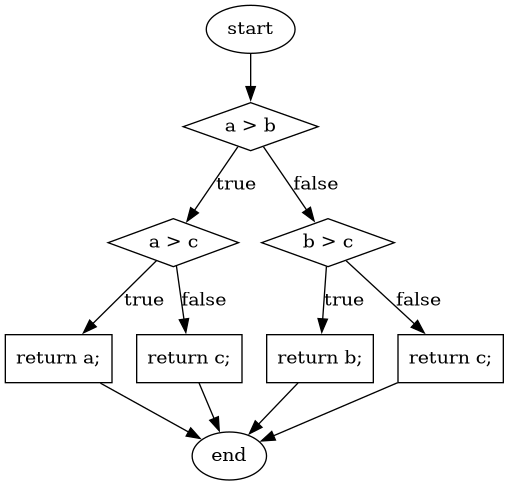 start
a > b
true
false
a > c
b > c
true
false
true
false
return a;
return c;
return b;
return c;
end